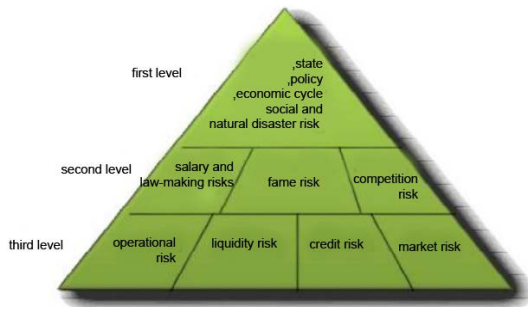 first level
,state
,policy
,economic cycle
social and
natural disaster risk
second level
salary and
law-making risks
fame risk
competition
risk
third level
operational
risk
liquidity risk
credit risk
market risk